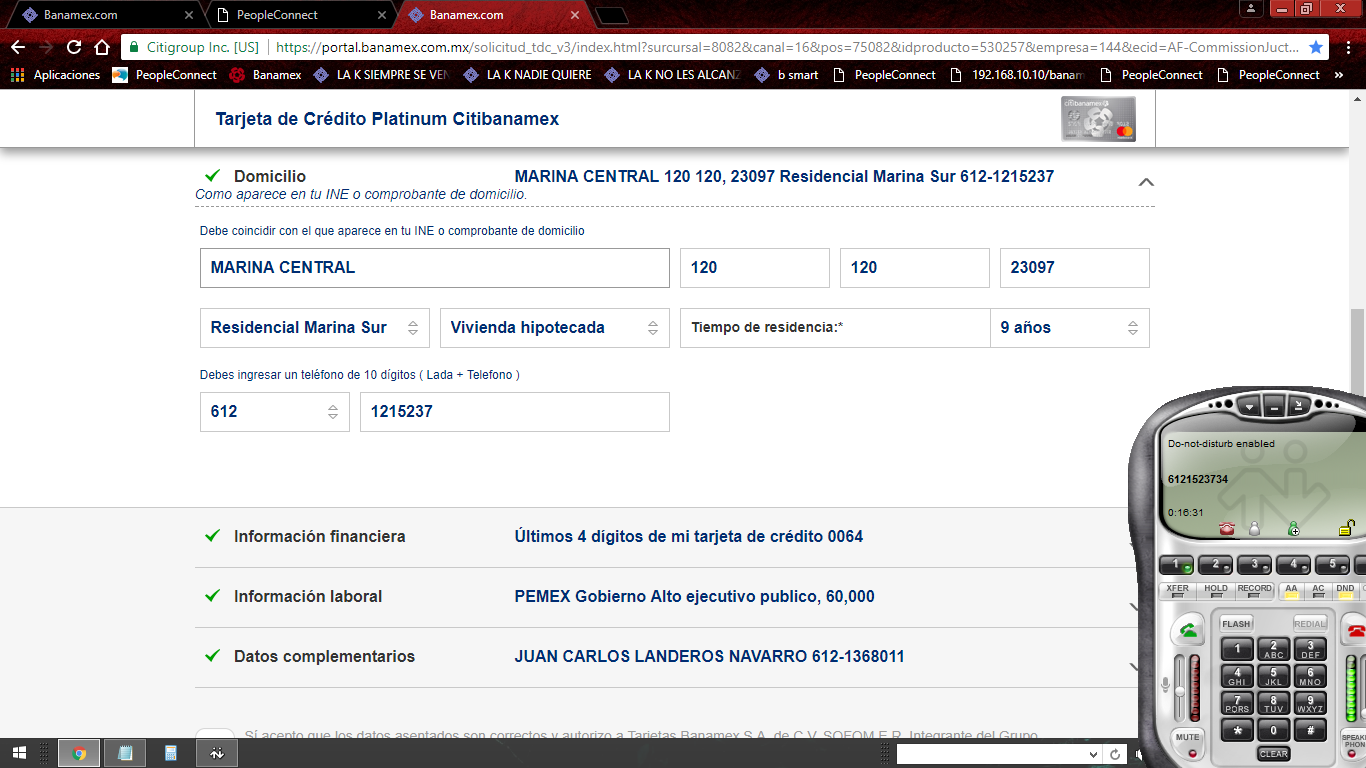 Banamex.com
PeopleConnect
Banamex.com
Citigroup Inc. [US]
https://portal.banamex.com.mx/solicitud_tdc_v3/index.html?sursursal=8082&canal=16&pos=75082&idproducto=530257&empresa=144&ecid=AF-CommissionJuct...
Aplicaciones
PeopleConnect
Banamex
LA K SIEMPRE SE VEN
LA K NADIE QUIERE
LA K NO LES ALCANZ
b smart
PeopleConnect
192.168.10.10/banam
PeopleConnect
PeopleConnect
»
Tarjeta de Crédito Platinum Citibanamex
citibanamex
Domicilio
MARINA CENTRAL 120 120, 23097 Residencial Marina Sur 612-1215237
Como aparece en tu INE o comprobante de domicilio.
Debe coincidir con el que aparece en tu INE o comprobante de domicilio
MARINA CENTRAL
120
120
23097
Residencial Marina Sur
Vivienda hipotecada
Tiempo de residencia:*
9 años
Debes ingresar un teléfono de 10 dígitos ( Lada + Telefono )
612
1215237
Información financiera
Últimos 4 dígitos de mi tarjeta de crédito 0064
Información laboral
PEMEX Gobierno Alto ejecutivo publico, 60,000
Datos complementarios
JUAN CARLOS LANDEROS NAVARRO 612-1368011
Sí acepto que los datos asentados son correctos y autorizo a Tarjetas Banamex S.A. de C.V. SOFOM E.R. Integrante del Grupo
Do-not-disturb enabled
6121523734
0:16:31
1 2 3 4 5
XFER HOLD RECORD AA AC DND
FLASH REDIAL
1 2 ABC 3 DEF
4 GHI 5 JKL 6 MNO
7 PQRS 8 TUV 9 WXYZ
* 0 #
MUTE
CLEAR
SPEAKE
PHON